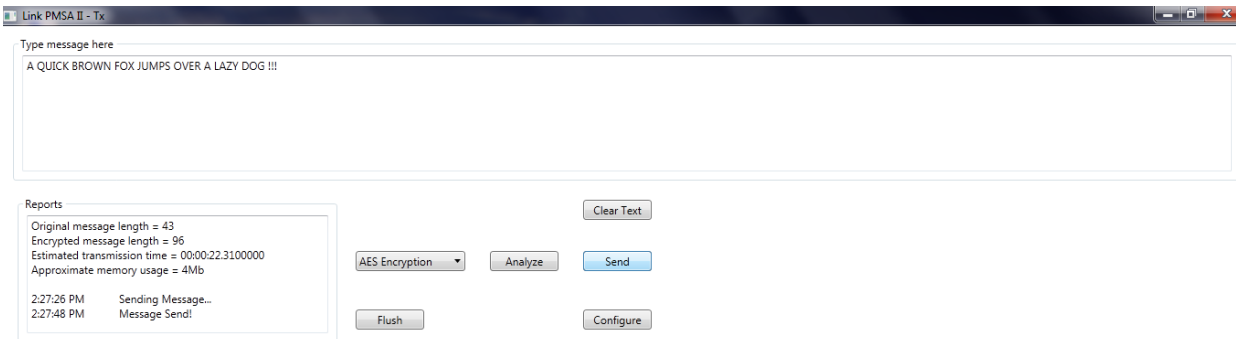 Link PMSA II - Tx
Type message here
A QUICK BROWN FOX JUMPS OVER A LAZY DOG !!!
Reports
Original message length = 43
Encrypted message length = 96
Estimated transmission time = 00:00:22.3100000
Approximate memory usage = 4Mb
2:27:26 PM Sending Message...
2:27:48 PM Message Send!
Clear Text
AES Encryption Analyze Send
Flush Configure